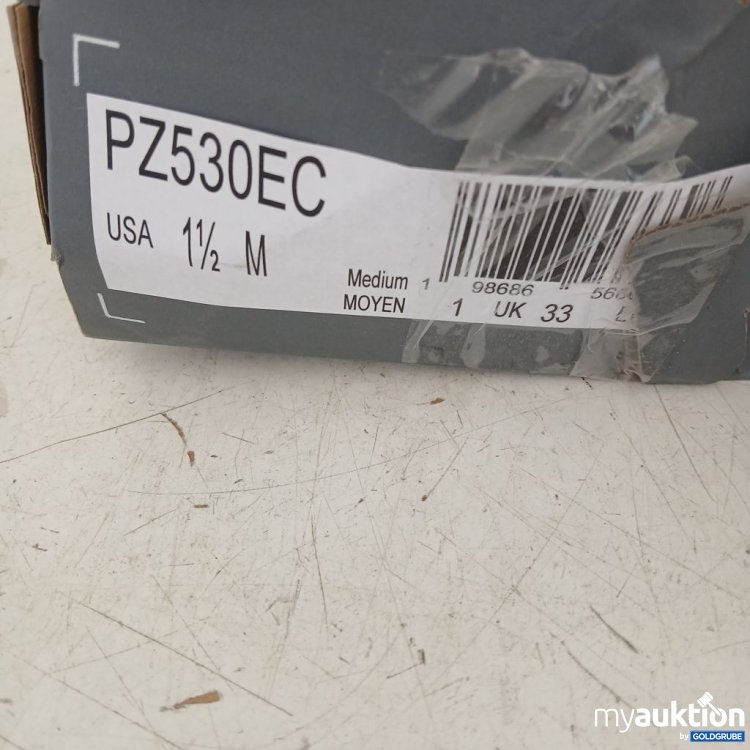 PZ530EC
USA 1½ M
Medium
MOYEN
1 98686
1 UK 33
myauktion
by GOLDGRUBE